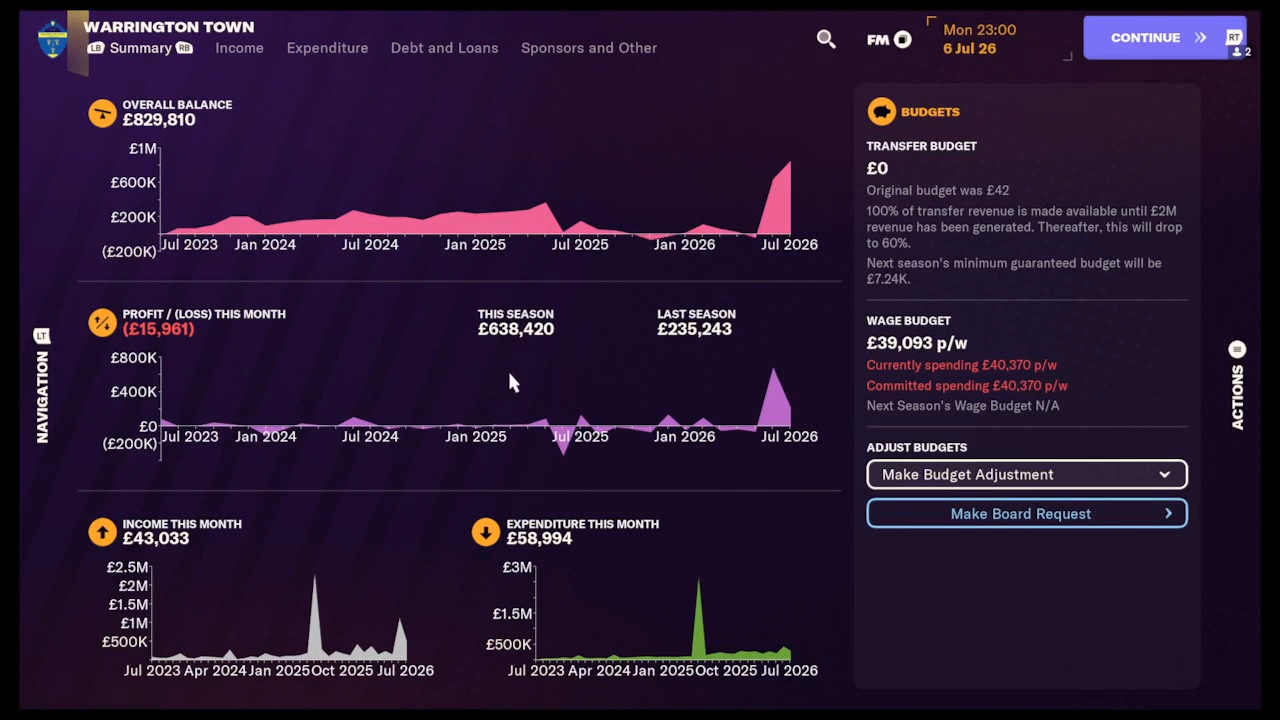 WARRINGTON TOWN
LB Summary RB Income Expenditure Debt and Loans Sponsors and Other
FM
Mon 23:00
6 Jul 26
CONTINUE RT
2
OVERALL BALANCE
£829,810
£1M
£600K
£200K
(£200K)
Jul 2023 Jan 2024 Jul 2024 Jan 2025 Jul 2025 Jan 2026 Jul 2026
PROFIT / (LOSS) THIS MONTH
(£15,961)
THIS SEASON
£638,420
LAST SEASON
£235,243
£800K
£400K
£0
(£200K)
Jul 2023 Jan 2024 Jul 2024 Jan 2025 Jul 2025 Jan 2026 Jul 2026
INCOME THIS MONTH
£43,033
£2.5M
£2M
£1.5M
£1M
£500K
Jul 2023 Apr 2024 Jan 2025 Oct 2025 Jul 2026
EXPENDITURE THIS MONTH
£58,994
£3M
£1.5M
£500K
Jul 2023 Apr 2024 Jan 2025 Oct 2025 Jul 2026
BUDGETS
TRANSFER BUDGET
£0
Original budget was £42
100% of transfer revenue is made available until £2M
revenue has been generated. Thereafter, this will drop
to 60%.
Next season's minimum guaranteed budget will be
£7.24K.
WAGE BUDGET
£39,093 p/w
Currently spending £40,370 p/w
Committed spending £40,370 p/w
Next Season's Wage Budget N/A
ADJUST BUDGETS
Make Budget Adjustment
Make Board Request
LT
NAVIGATION
ACTIONS